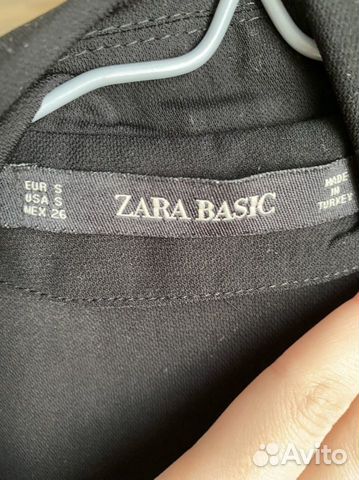 EUR S
USA S
MEX 26
ZARA BASIC
MADE
IN
TURKEY
Avito